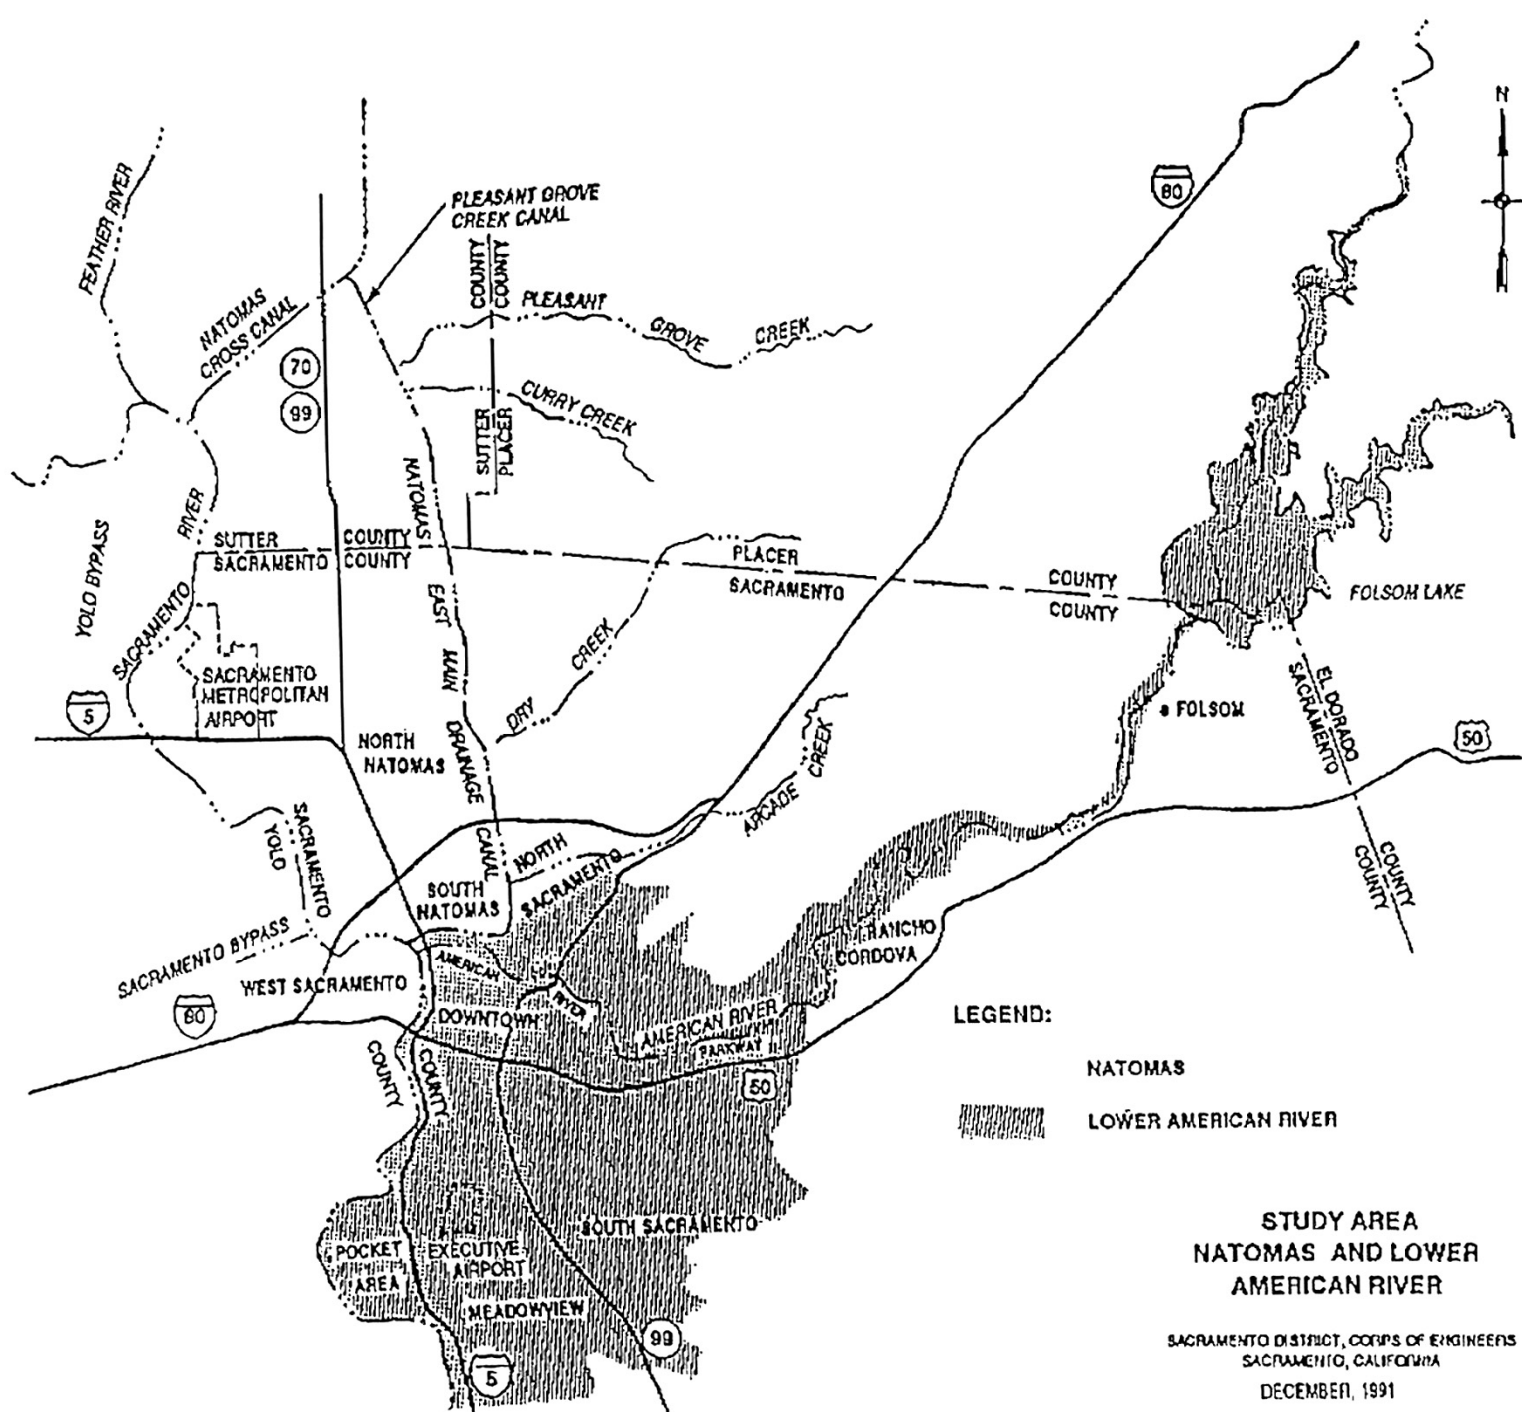 N
80
PLEASANT GROVE
CREEK CANAL
FEATHER RIVER
COUNTY
COUNTY
NATOMAS
CROSS CANAL
PLEASANT
GROVE
CREEK
70
99
CURRY CREEK
SUTTER
PLACER
NATOMAS
RIVER
SUTTER
COUNTY
SACRAMENTO
COUNTY
YOLO BYPASS
PLACER
SACRAMENTO
COUNTY
COUNTY
FOLSOM LAKE
SACRAMENTO
EAST
CREEK
MAIN
SACRAMENTO
METROPOLITAN
AIRPORT
5
DRY
FOLSOM
EL DORADO
SACRAMENTO
50
NORTH
NATOMAS
DRAINAGE
ARCADE
CREEK
SACRAMENTO
YOLO
CANAL
NORTH
SACRAMENTO
SACRAMENTO
SOUTH
NATOMAS
COUNTY
COUNTY
SACRAMENTO BYPASS
RANCHO
CORDOVA
AMERICAN
RIVER
WEST SACRAMENTO
80
DOWNTOWN
AMERICAN RIVER
PARKWAY
50
COUNTY
COUNTY
LEGEND:
NATOMAS
LOWER AMERICAN RIVER
SOUTH SACRAMENTO
POCKET
AREA
EXECUTIVE
AIRPORT
MEADOWVIEW
99
5
STUDY AREA
NATOMAS AND LOWER
AMERICAN RIVER
SACRAMENTO DISTRICT, CORPS OF ENGINEERS
SACRAMENTO, CALIFORNIA
DECEMBER, 1991